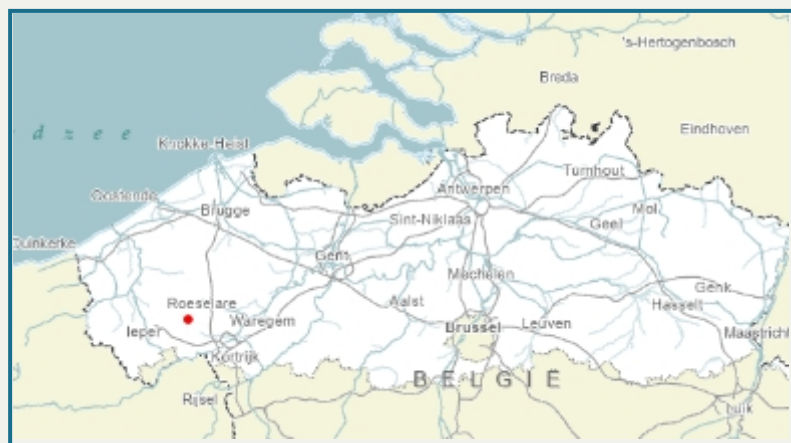 's-Hertogenbosch
Breda
Eindhoven
d z e e
Knokke-Heist
Turnhout
Antwerpen
Oostende
Mol
Brugge
Sint-Niklaas
Geel
Duinkerke
Gent
Mechelen
Genk
Roeselare
Aalst
Hasselt
Ieper
Waregem
Brussel
Leuven
Maastricht
Kortrijk
BELGIË
Rijsel
Luik